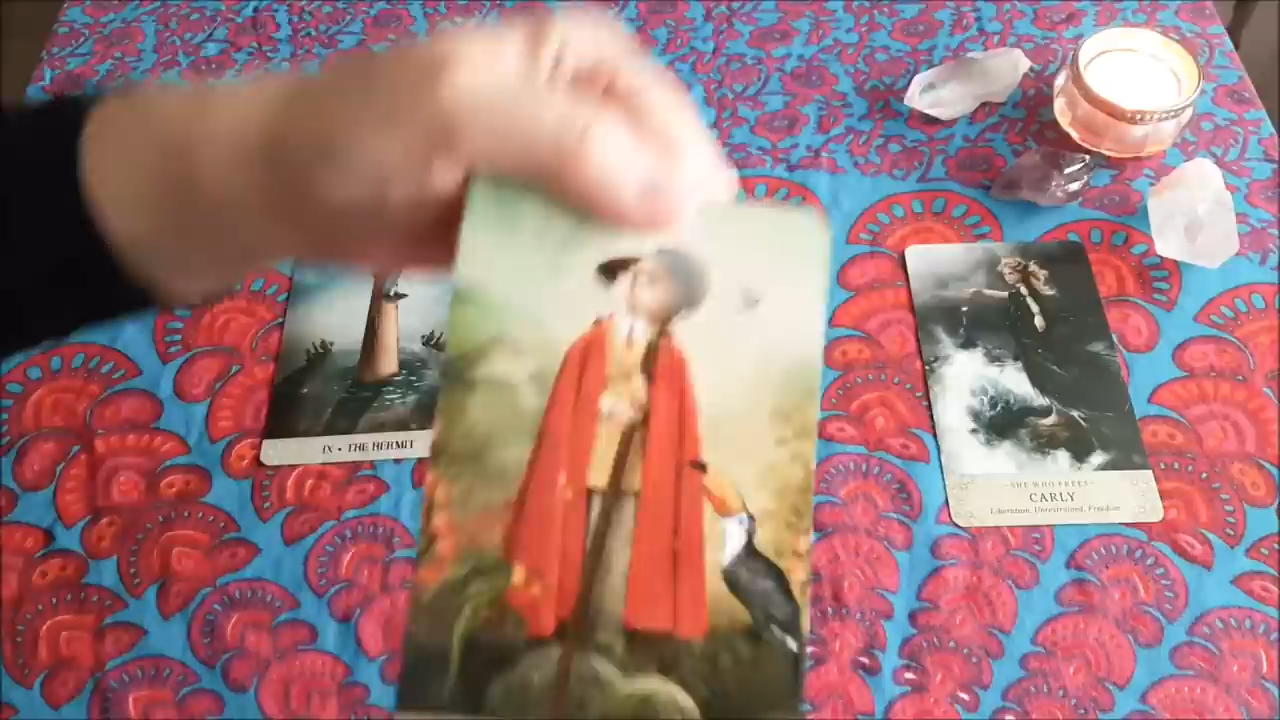 IX • THE HERMIT
~SHE WHO FREES~
CARLY
Liberation, Unrestrained, Freedom